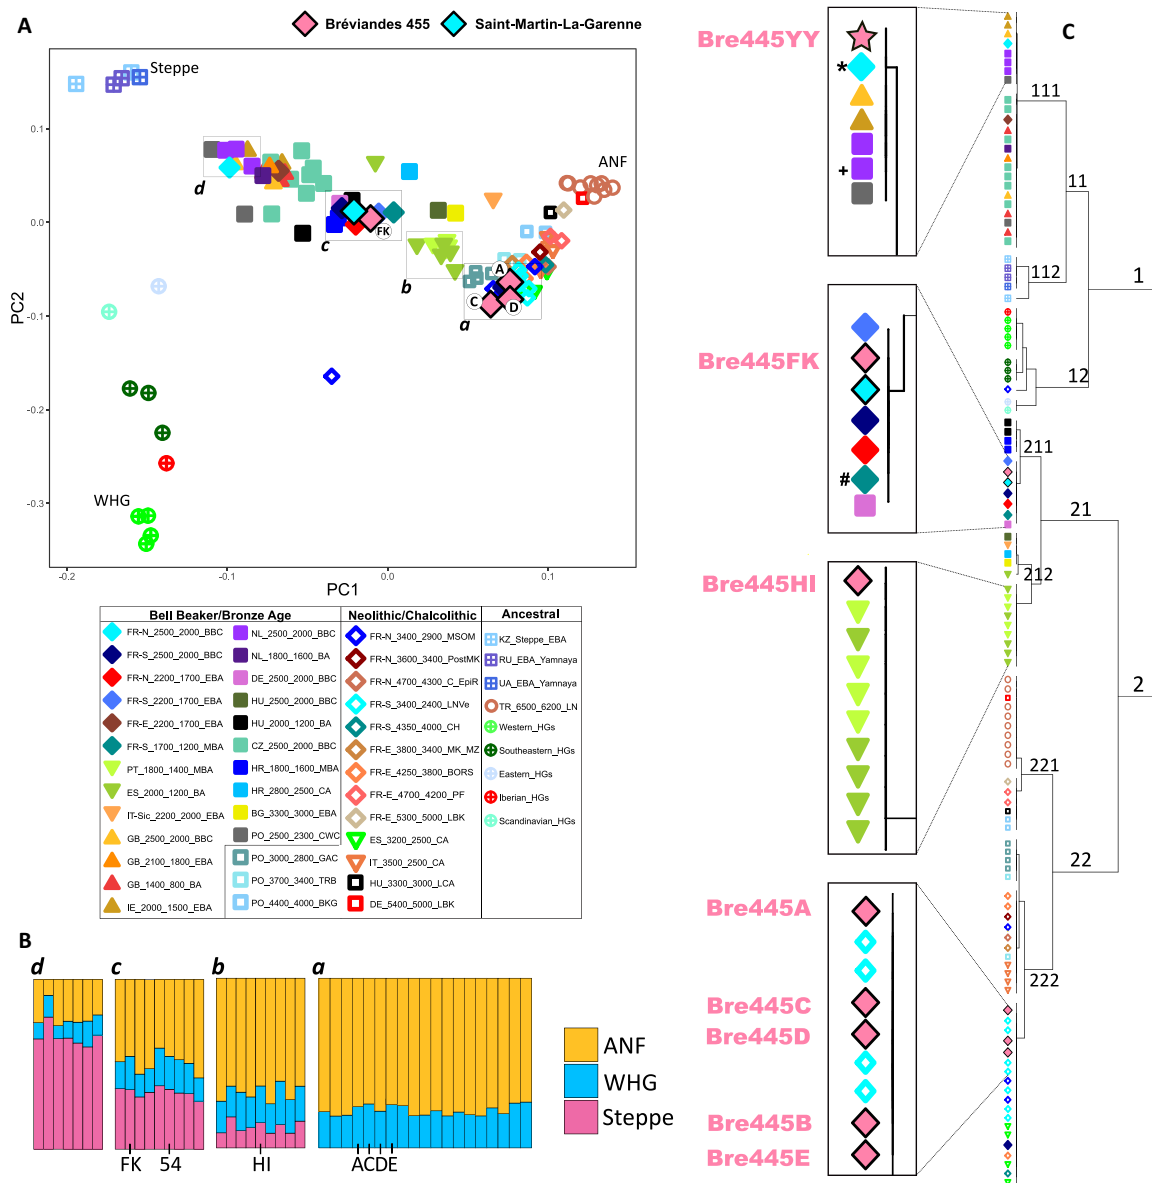 A
Bréviandes 455
Saint-Martin-La-Garenne
Steppe
ANF
WHG
d
c
b
a
FK
A
C
D
0.1
0.0
-0.1
-0.2
-0.3
PC2
-0.2
-0.1
0.0
0.1
PC1
Bell Beaker/Bronze Age
FR-N_2500_2000_BBC
FR-S_2500_2000_BBC
FR-N_2200_1700_EBA
FR-S_2200_1700_EBA
FR-E_2200_1700_EBA
FR-S_1700_1200_MBA
PT_1800_1400_MBA
ES_2000_1200_BA
IT-Sic_2200_2000_EBA
GB_2500_2000_BBC
GB_2100_1800_EBA
GB_1400_800_BA
IE_2000_1500_EBA
NL_2500_2000_BBC
NL_1800_1600_BA
DE_2500_2000_BBC
HU_2500_2000_BBC
HU_2000_1200_BA
CZ_2500_2000_BBC
HR_1800_1600_MBA
HR_2800_2500_CA
BG_3300_3000_EBA
PO_2500_2300_CWC
PO_3000_2800_GAC
PO_3700_3400_TRB
PO_4400_4000_BKG
Neolithic/Chalcolithic
FR-N_3400_2900_MSOM
FR-N_3600_3400_PostMK
FR-N_4700_4300_C_EpiR
FR-S_3400_2400_LNVe
FR-S_4350_4000_CH
FR-E_3800_3400_MK_MZ
FR-E_4250_3800_BORS
FR-E_4700_4200_PF
FR-E_5300_5000_LBK
ES_3200_2500_CA
IT_3500_2500_CA
HU_3300_3000_LCA
DE_5400_5000_LBK
Ancestral
KZ_Steppe_EBA
RU_EBA_Yamnaya
UA_EBA_Yamnaya
TR_6500_6200_LN
Western_HGs
Southeastern_HGs
Eastern_HGs
Iberian_HGs
Scandinavian_HGs
B
d
c
b
a
FK
54
HI
ACDE
ANF
WHG
Steppe
C
Bre445YY
*
+
Bre445FK
#
Bre445HI
Bre445A
Bre445C
Bre445D
Bre445B
Bre445E
111
11
112
1
12
211
21
212
2
221
22
222